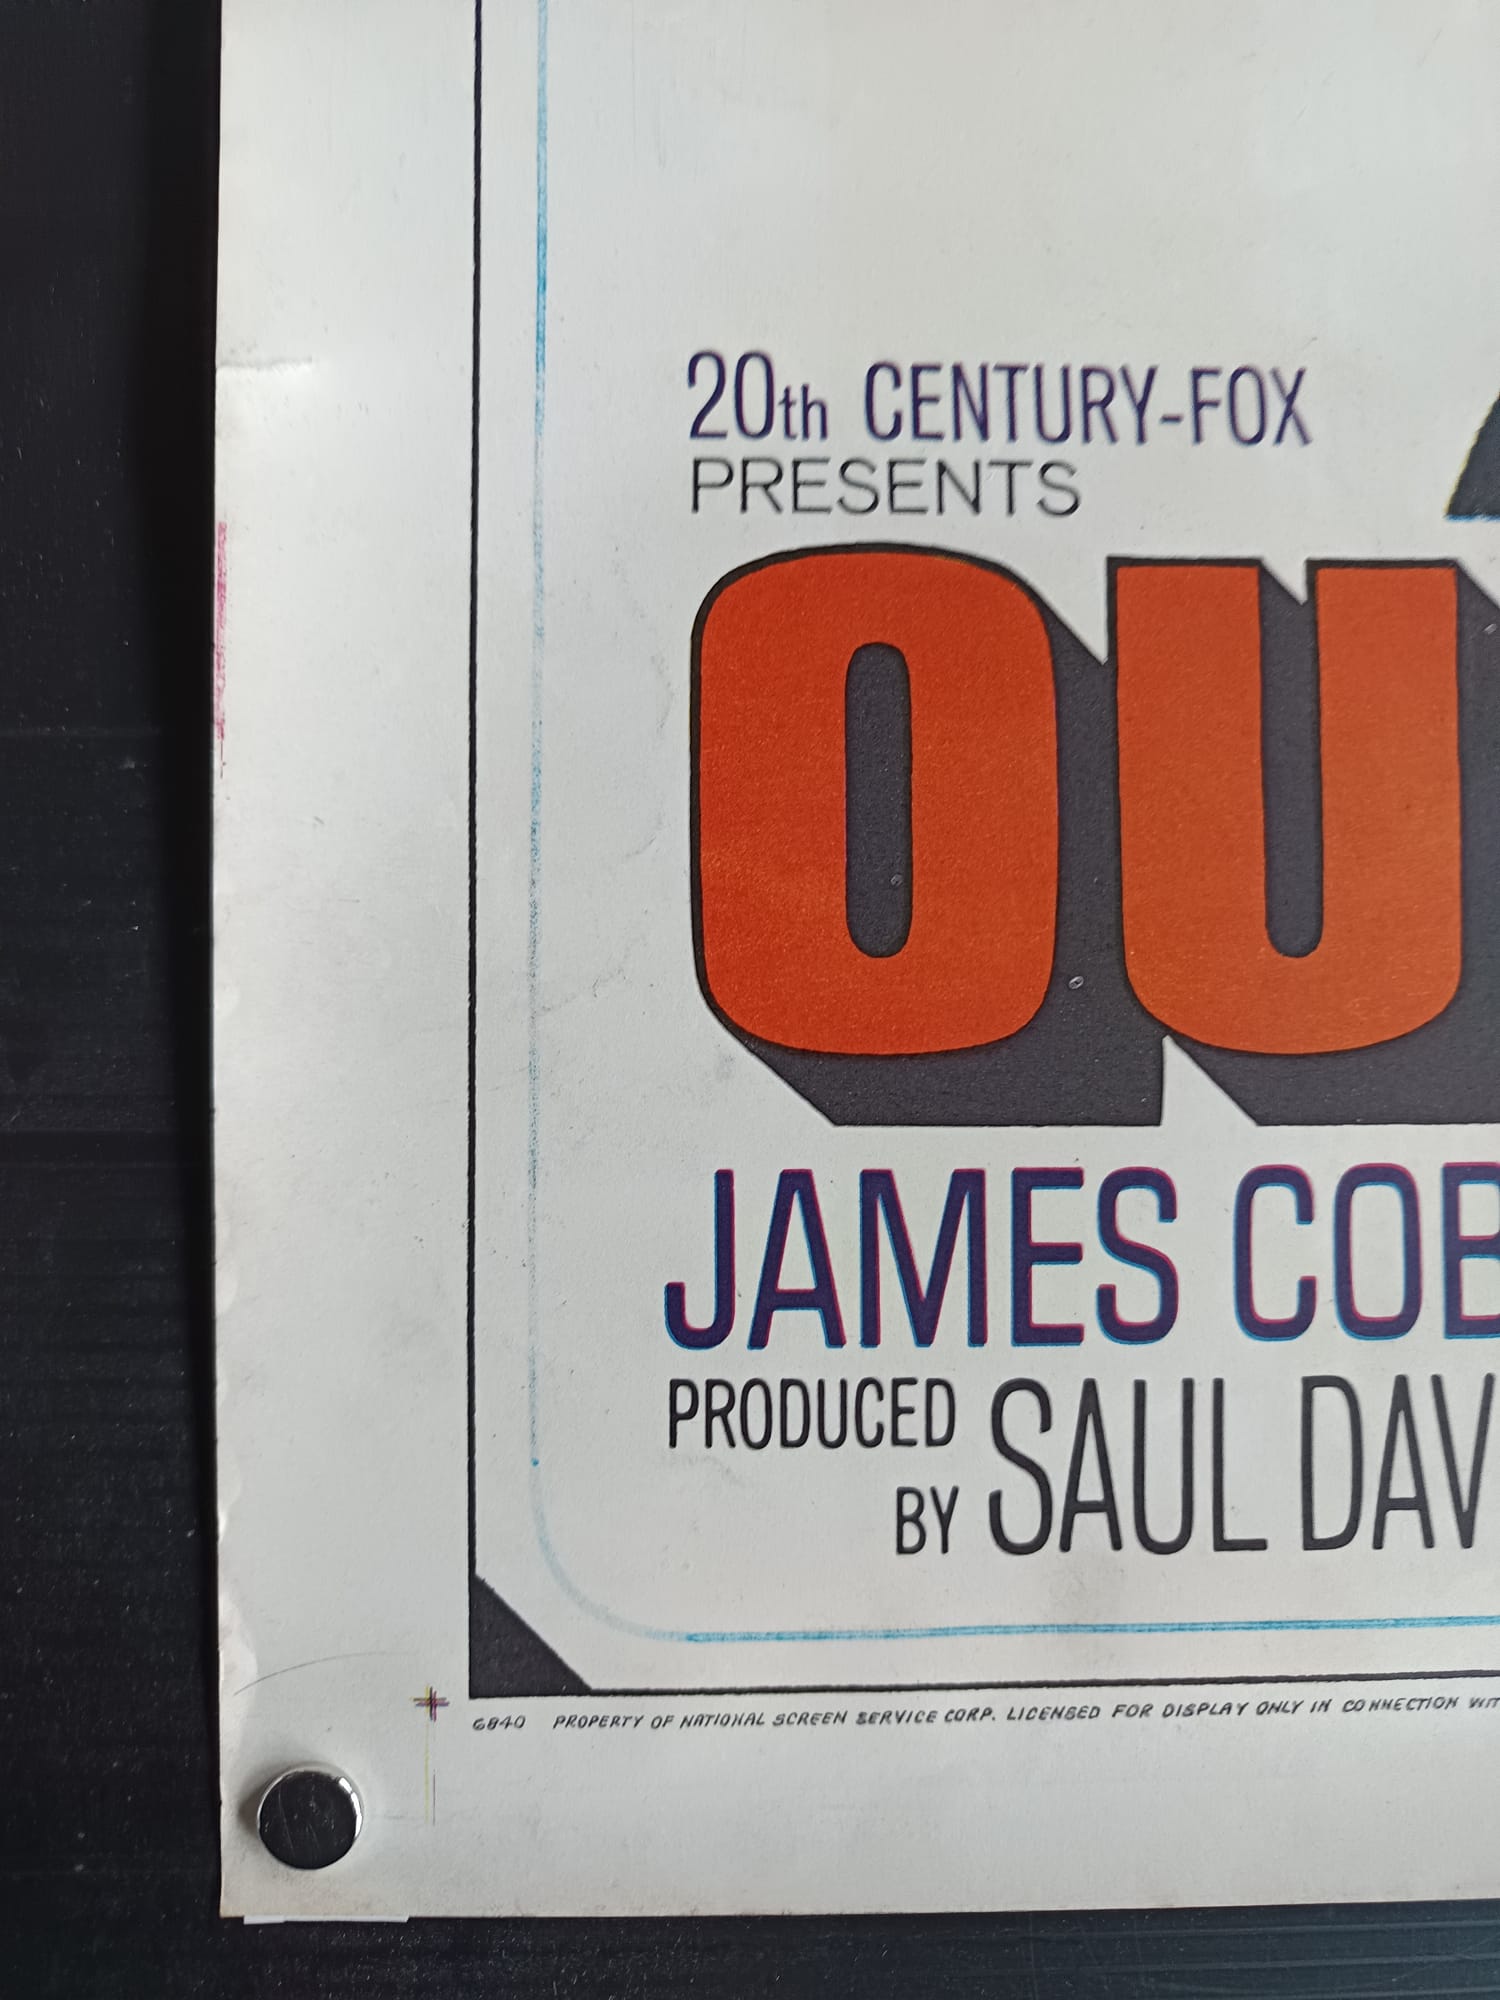 20th CENTURY-FOX
PRESENTS
OU
JAMES COB
PRODUCED
BY SAUL DAV
6840 PROPERTY OF NATIONAL SCREEN SERVICE CORP. LICENSED FOR DISPLAY ONLY IN CONNECTION WIT